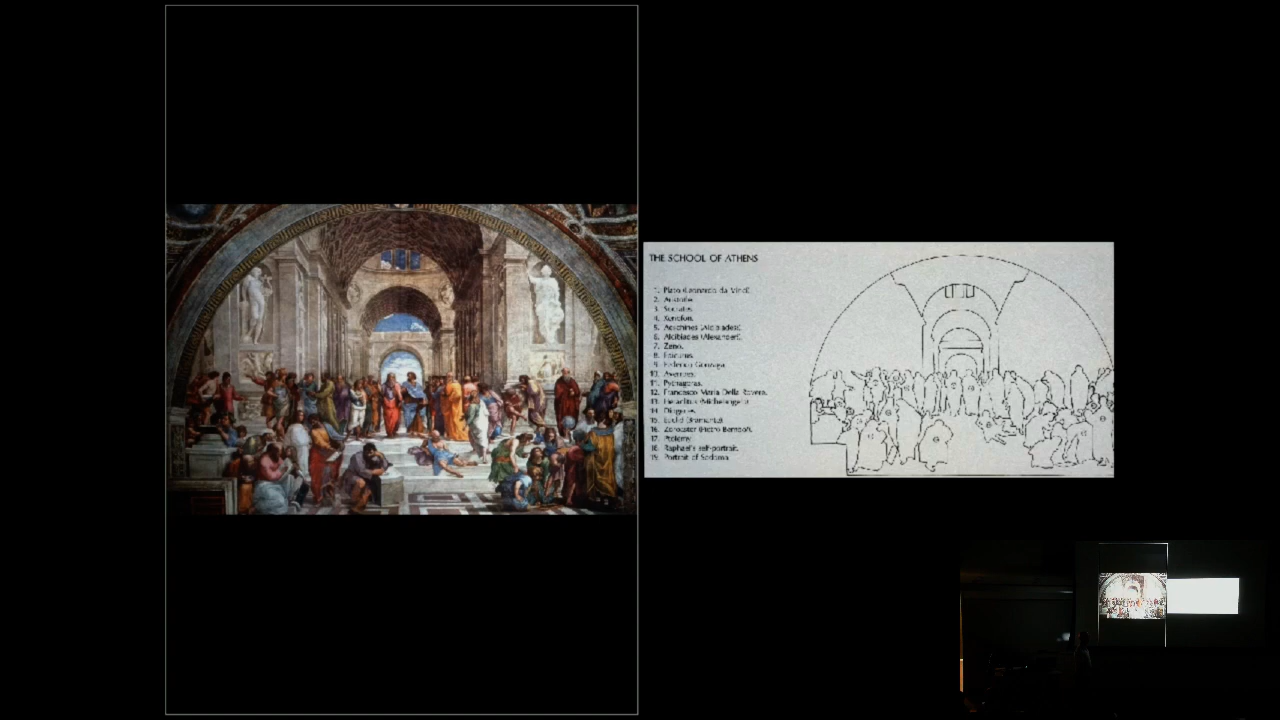 THE SCHOOL OF ATHENS
1. Plato (Leonardo da Vinci).
2. Aristotle.
3. Socrates.
4. Xenofon.
5. Aeschines (Alcibiades).
6. Alcibiades (Alexander).
7. Zeno.
8. Epicurus.
9. Federico Gonzaga.
10. Averroes.
11. Pythagoras.
12. Francesco Maria Della Rovere.
13. Heraclitus (Michelangelo).
14. Diogenes.
15. Euclid (Bramante).
16. Zoroaster (Pietro Bembo?).
17. Ptolemy.
18. Raphael's self-portrait.
19. Portrait of Sodoma.